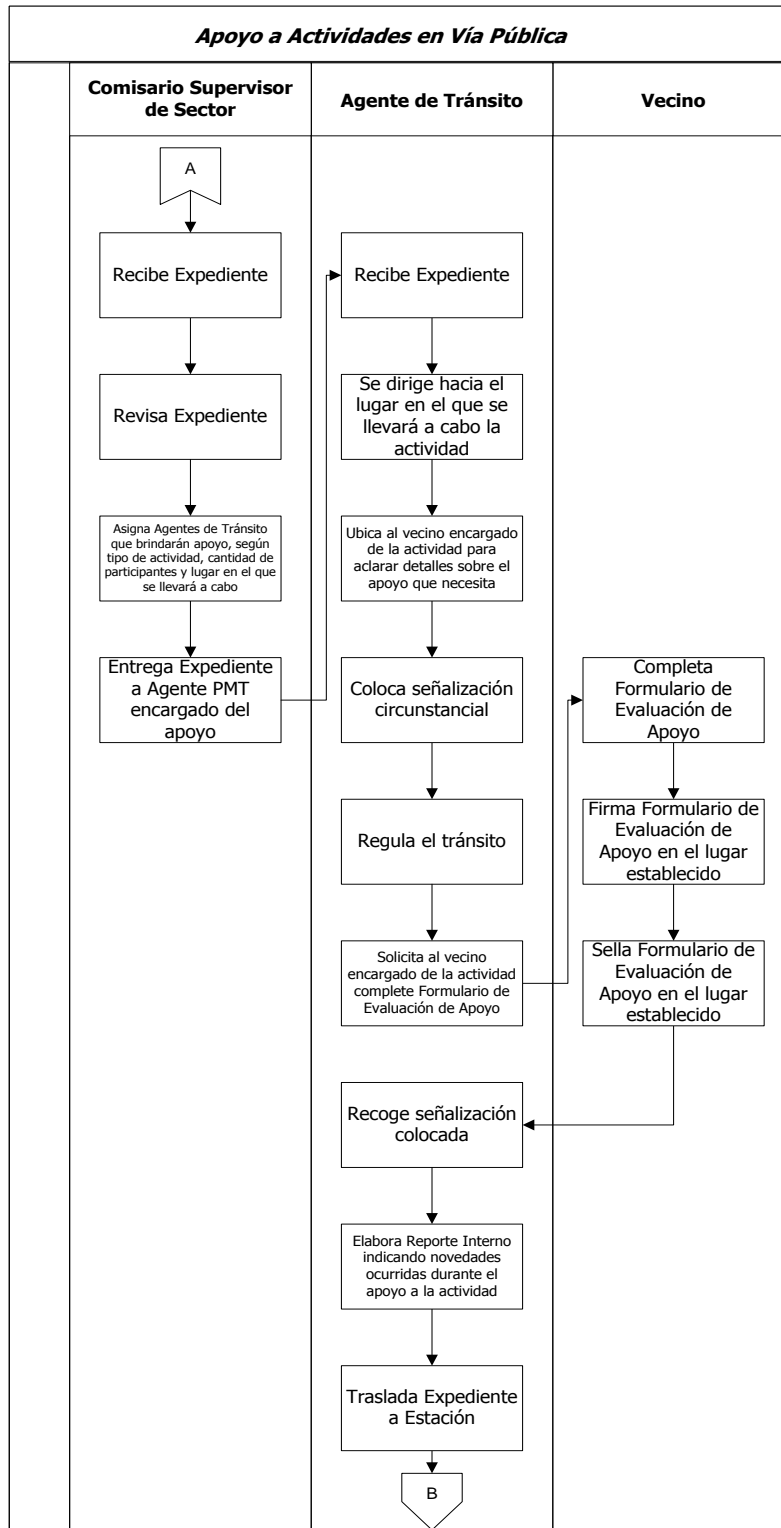 Apoyo a Actividades en Vía Pública
Comisario Supervisor
de Sector
Agente de Tránsito
Vecino
A
Recibe Expediente
Revisa Expediente
Asigna Agentes de Tránsito
que brindarán apoyo, según
tipo de actividad, cantidad de
participantes y lugar en el que
se llevará a cabo
Entrega Expediente
a Agente PMT
encargado del
apoyo
Recibe Expediente
Se dirige hacia el
lugar en el que se
llevará a cabo la
actividad
Ubica al vecino encargado
de la actividad para
aclarar detalles sobre el
apoyo que necesita
Coloca señalización
circunstancial
Regula el tránsito
Solicita al vecino
encargado de la actividad
complete Formulario de
Evaluación de Apoyo
Completa
Formulario de
Evaluación de
Apoyo
Firma Formulario de
Evaluación de
Apoyo en el lugar
establecido
Sella Formulario de
Evaluación de
Apoyo en el lugar
establecido
Recoge señalización
colocada
Elabora Reporte Interno
indicando novedades
ocurridas durante el
apoyo a la actividad
Traslada Expediente
a Estación
B